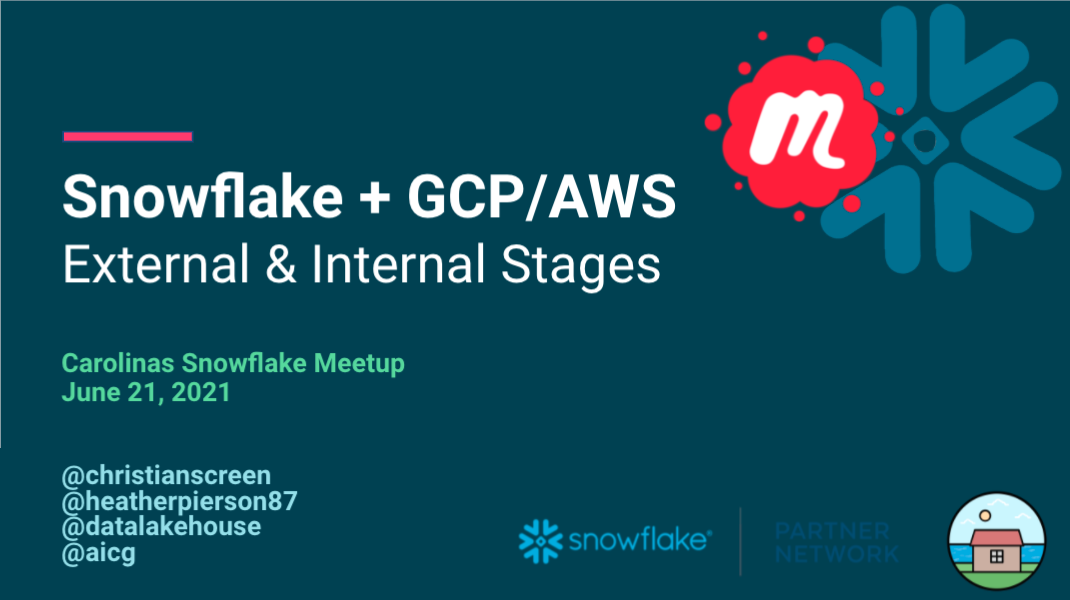 m
Snowflake + GCP/AWS
External & Internal Stages
Carolinas Snowflake Meetup
June 21, 2021
@christianscreen
@heatherpierson87
@datalakehouse
@aicg
snowflake®
PARTNER
NETWORK